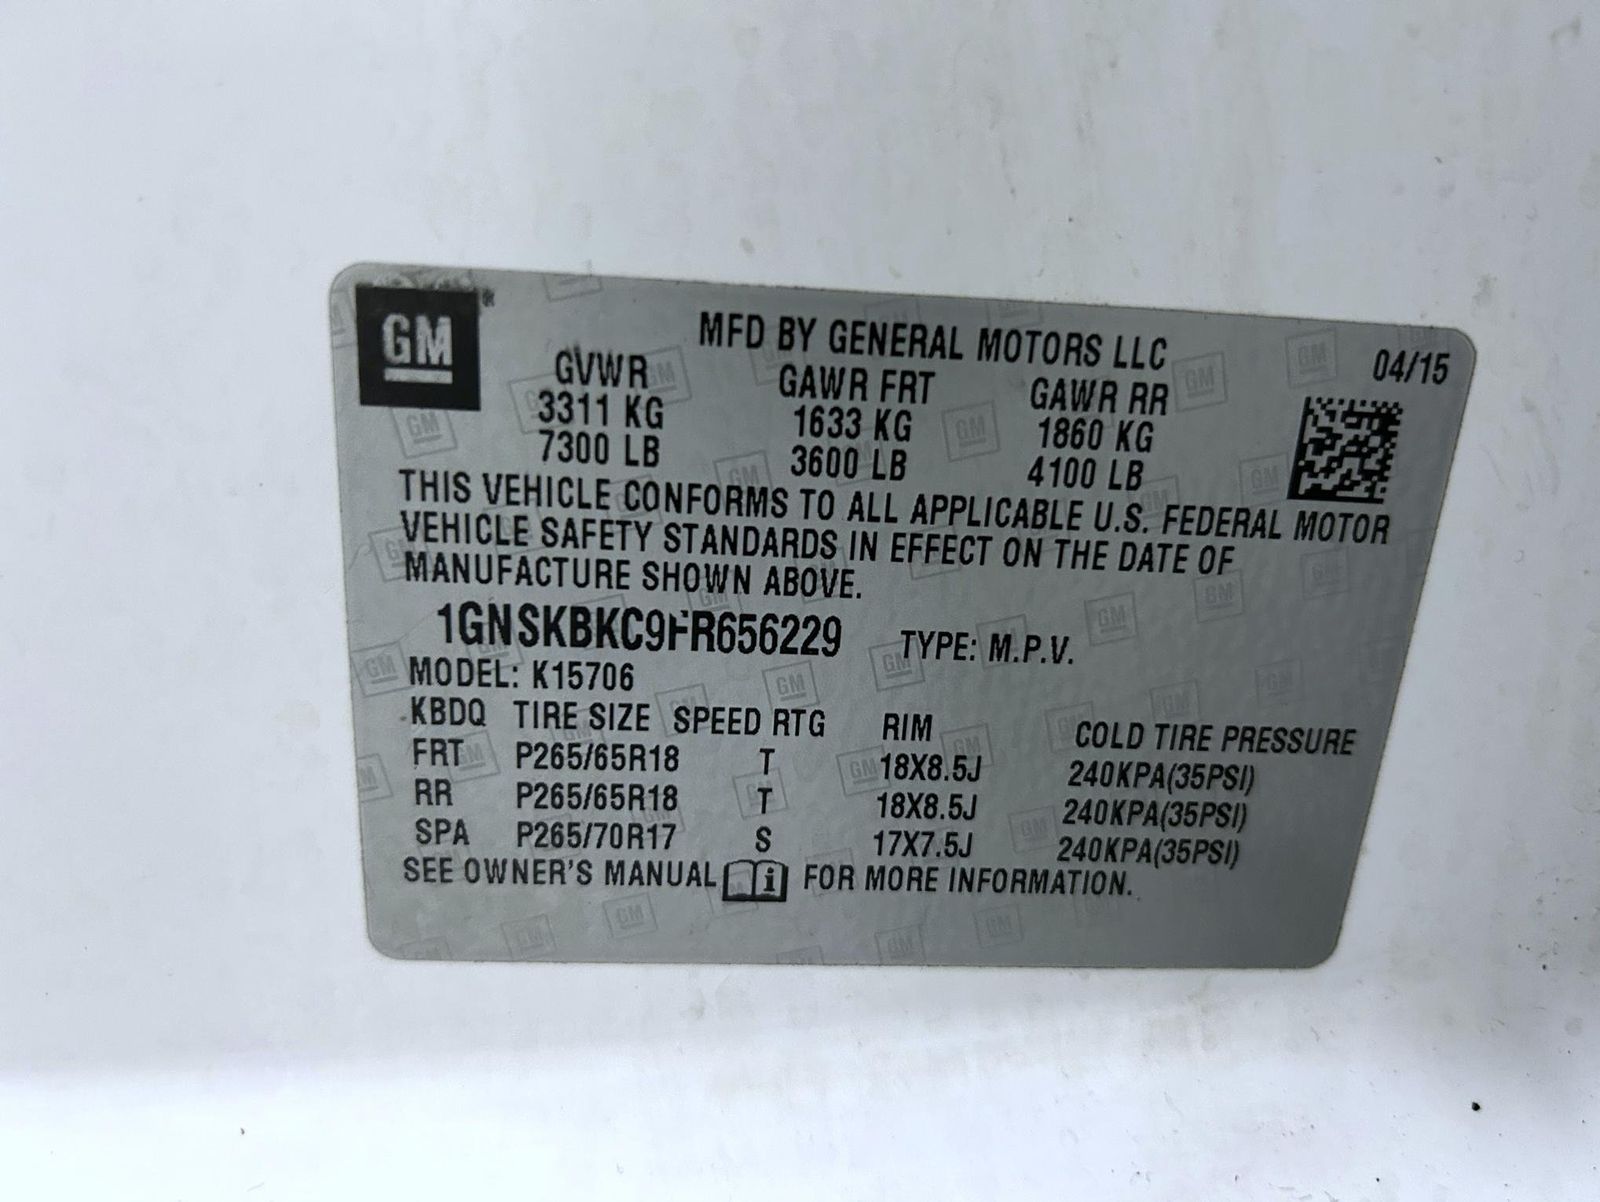 GM
MFD BY GENERAL MOTORS LLC
04/15
GVWR GAWR FRT GAWR RR
3311 KG 1633 KG 1860 KG
7300 LB 3600 LB 4100 LB
THIS VEHICLE CONFORMS TO ALL APPLICABLE U.S. FEDERAL MOTOR
VEHICLE SAFETY STANDARDS IN EFFECT ON THE DATE OF
MANUFACTURE SHOWN ABOVE.
1GNSKBKC9FR656229 TYPE: M.P.V.
MODEL: K15706
KBDQ TIRE SIZE SPEED RTG RIM COLD TIRE PRESSURE
FRT P265/65R18 T 18X8.5J 240KPA(35PSI)
RR P265/65R18 T 18X8.5J 240KPA(35PSI)
SPA P265/70R17 S 17X7.5J 240KPA(35PSI)
SEE OWNER'S MANUAL FOR MORE INFORMATION.